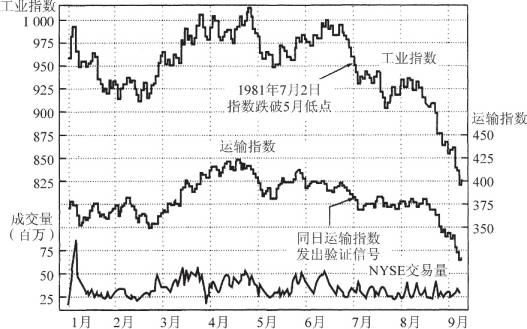 工业指数
1 000
975
950
925
900
875
850
825
工业指数
1981年7月2日
指数跌破5月低点
运输指数
450
425
400
375
350
运输指数
成交量
（百万）
75
50
25
同日运输指数
发出验证信号
NYSE交易量
1月 2月 3月 4月 5月 6月 7月 8月 9月